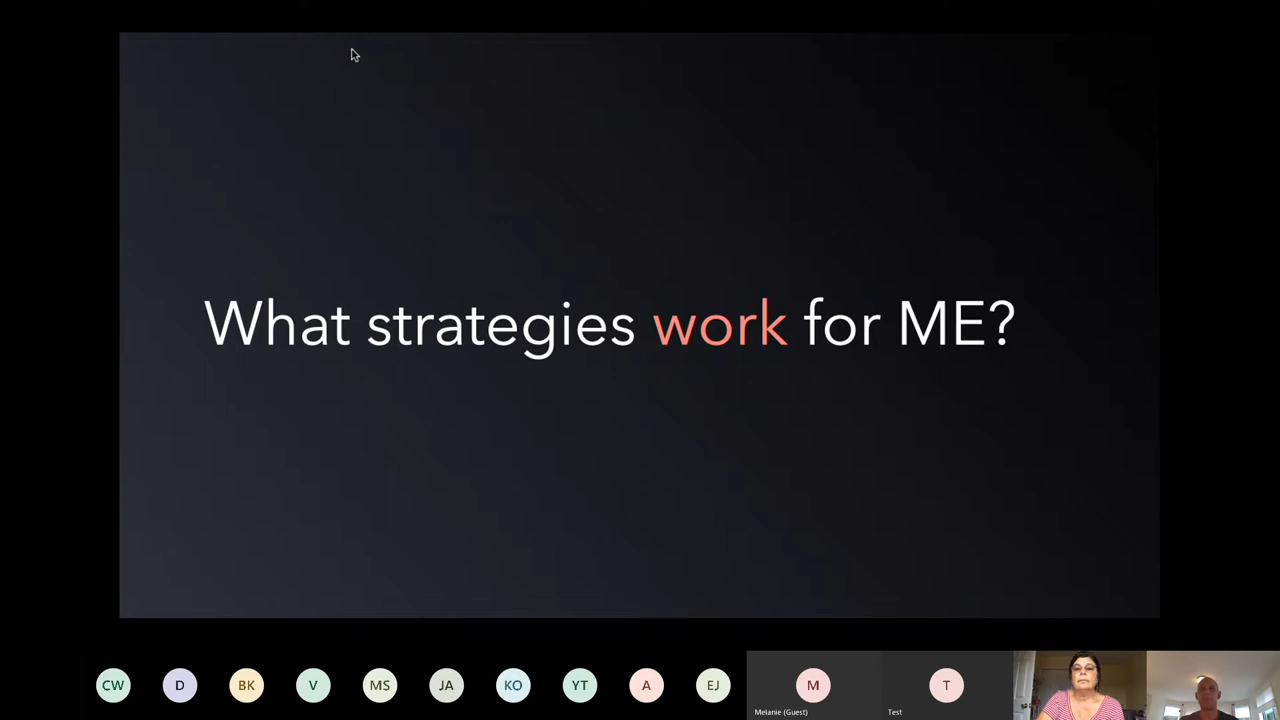 What strategies work for ME?
CW
D
BK
V
MS
JA
KO
YT
A
EJ
M
Melanie (Guest)
T
Test